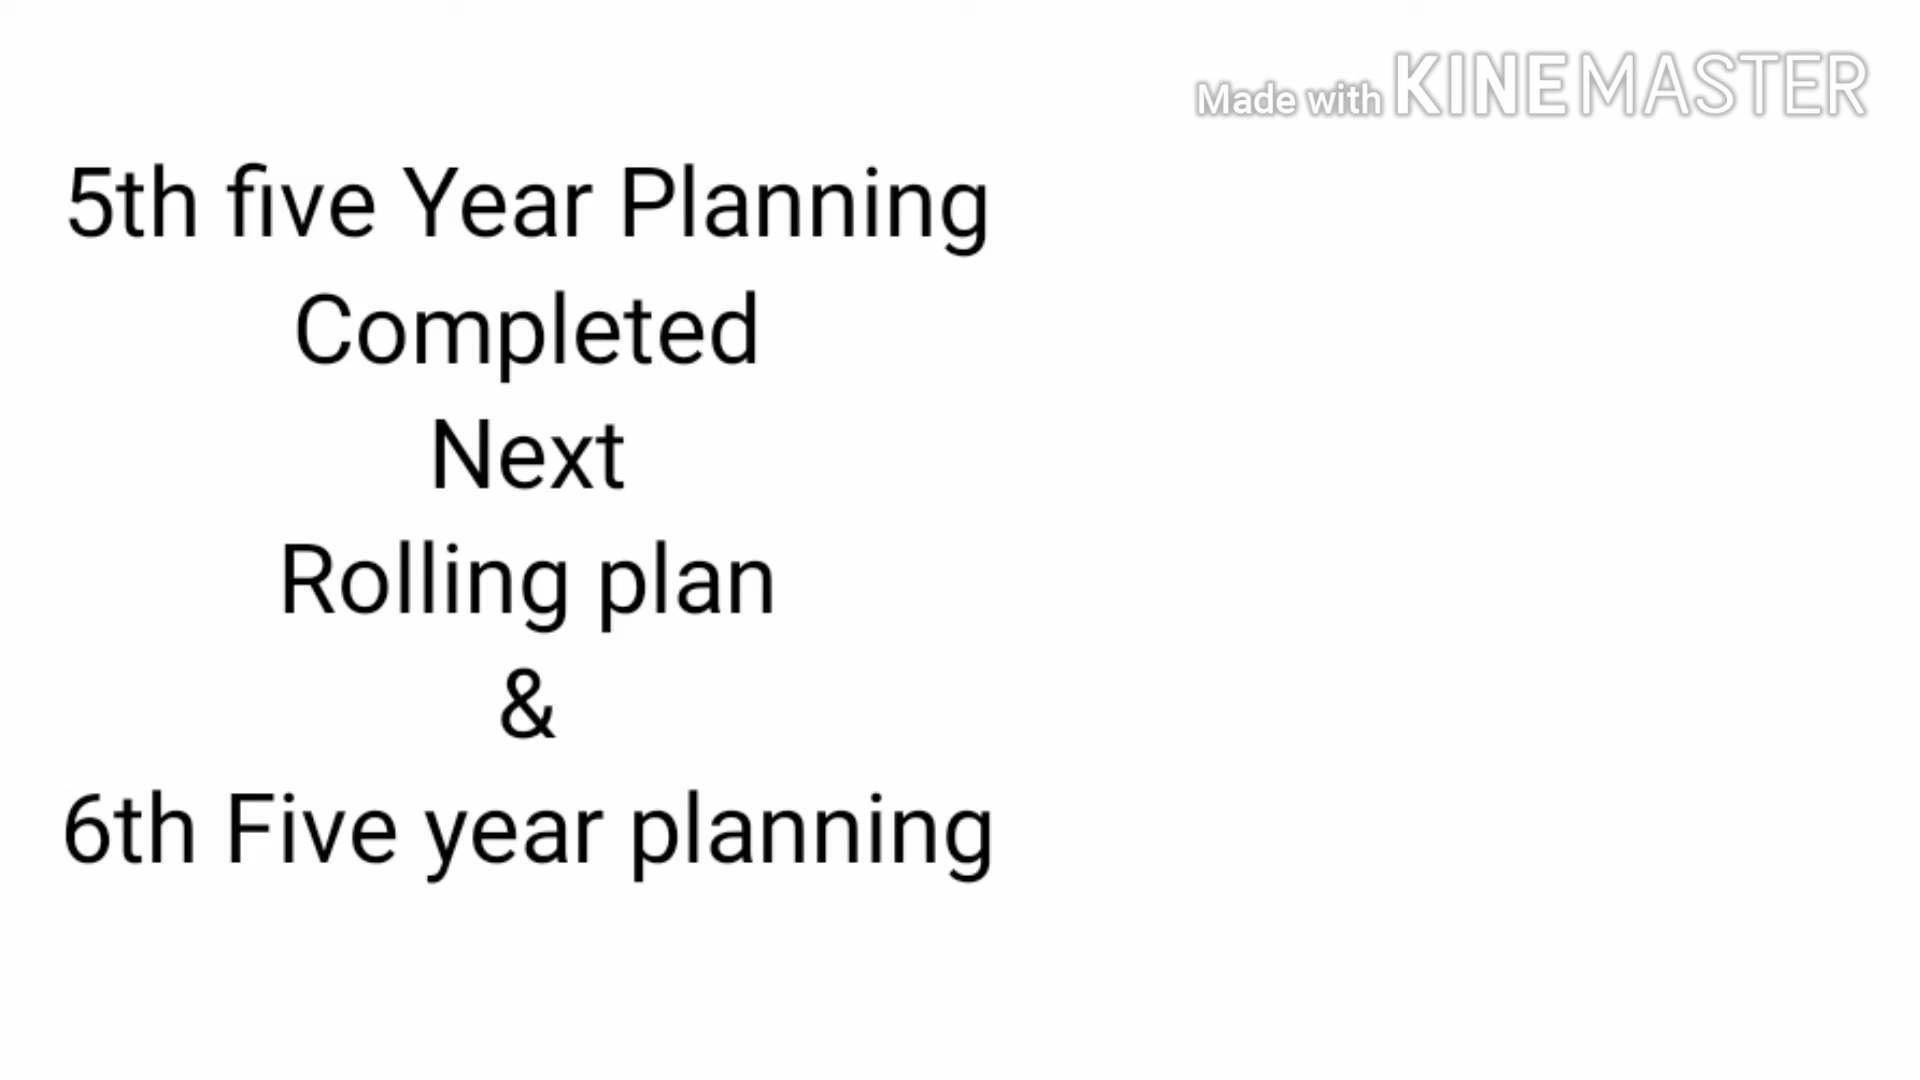 Made with KINEMASTER
5th five Year Planning
Completed
Next
Rolling plan
&
6th Five year planning